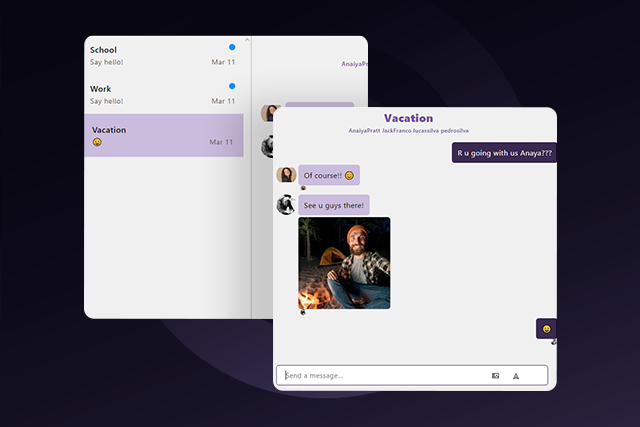 School
Say hello!
Mar 11
Work
Say hello!
Mar 11
Vacation
😀
Mar 11
AnaiyaPr
Vacation
AnaiyaPratt JackFranco lucassilva pedrosilva
R u going with us Anaya???
Of course!! 😊
See u guys there!
😀
Send a message...